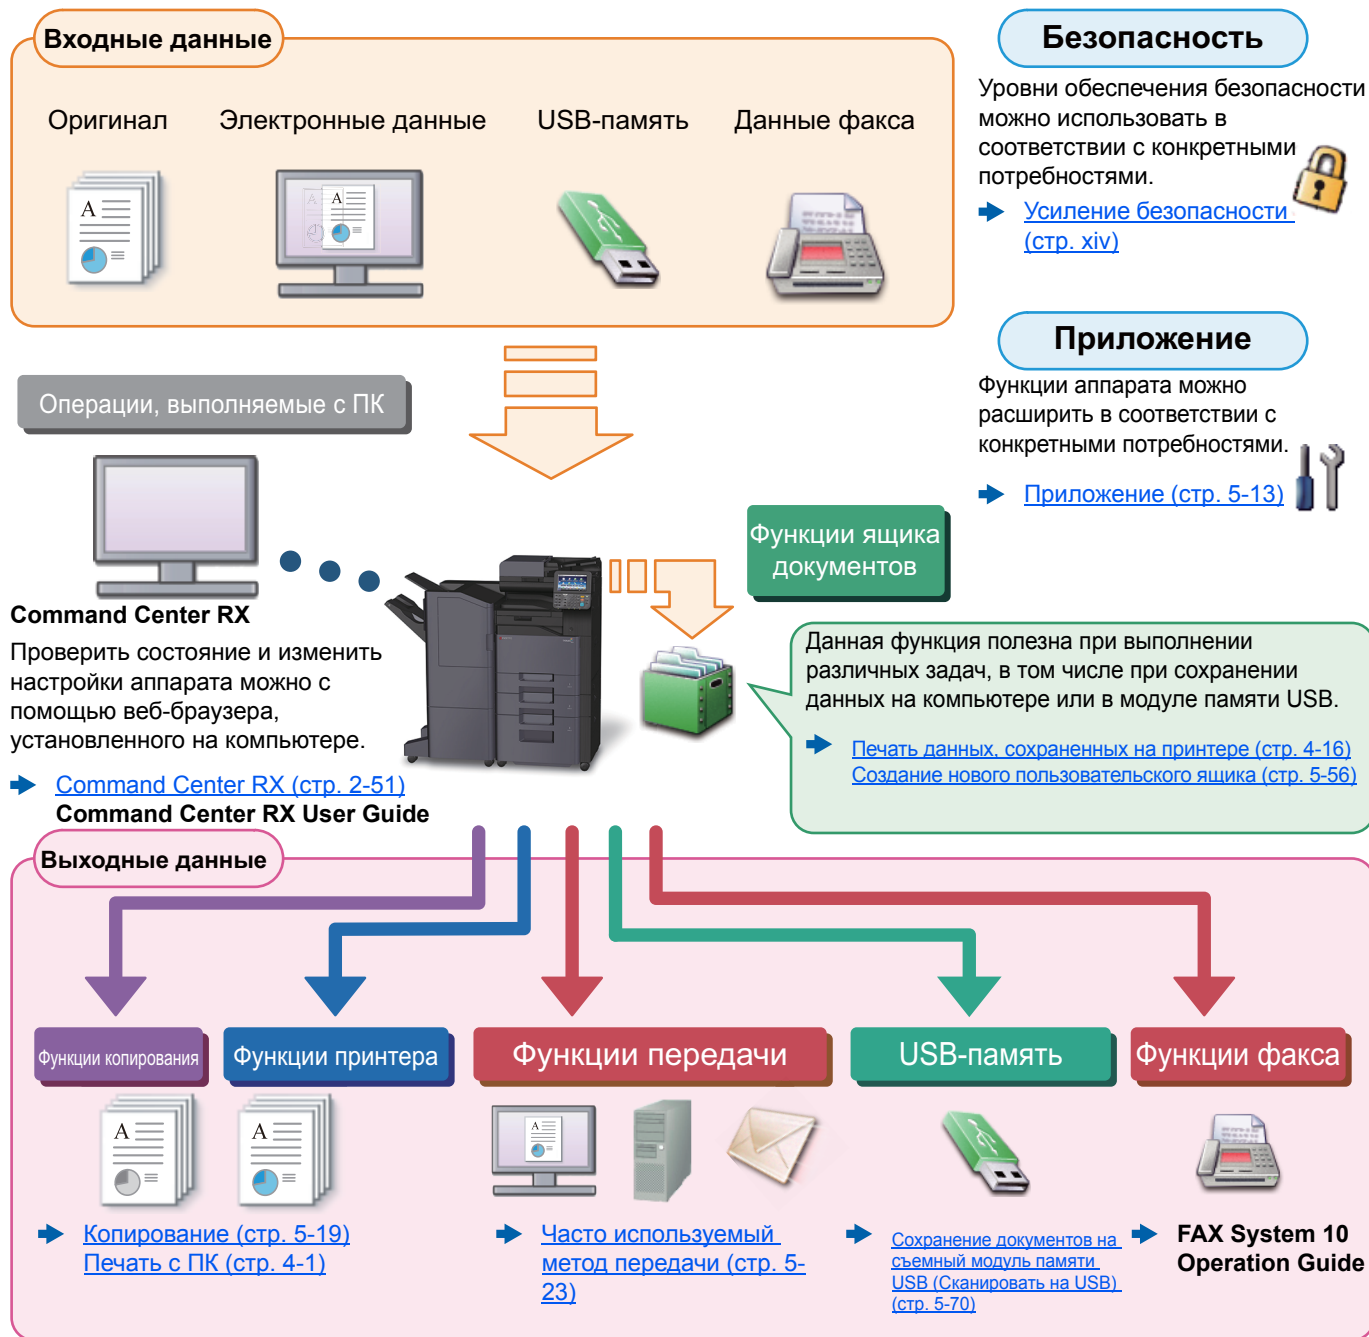 Входные данные
Оригинал
Электронные данные
USB-память
Данные факса
Безопасность
Уровни обеспечения безопасности
можно использовать в
соответствии с конкретными
потребностями.
Усиление безопасности
(стр. xiv)
Приложение
Функции аппарата можно
расширить в соответствии с
конкретными потребностями.
Приложение (стр. 5-13)
Операции, выполняемые с ПК
Command Center RX
Проверить состояние и изменить
настройки аппарата можно с
помощью веб-браузера,
установленного на компьютере.
Command Center RX (стр. 2-51)
Command Center RX User Guide
Функции ящика
документов
Данная функция полезна при выполнении
различных задач, в том числе при сохранении
данных на компьютере или в модуле памяти USB.
Печать данных, сохраненных на принтере (стр. 4-16)
Создание нового пользовательского ящика (стр. 5-56)
Выходные данные
Функции копирования
Функции принтера
Функции передачи
USB-память
Функции факса
Копирование (стр. 5-19)
Печать с ПК (стр. 4-1)
Часто используемый
метод передачи (стр. 5-
23)
Сохранение документов на
съемный модуль памяти
USB (Сканировать на USB)
(стр. 5-70)
FAX System 10
Operation Guide